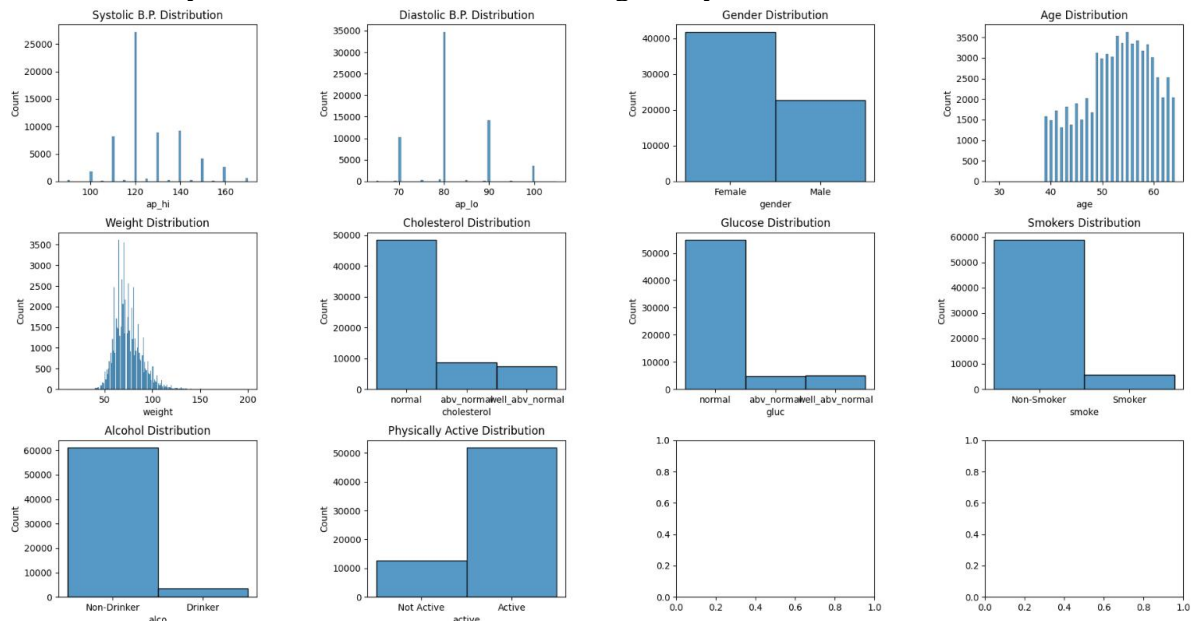 Systolic B.P. Distribution
Count
25000
20000
15000
10000
5000
0
100 120 140 160
ap_hi
Diastolic B.P. Distribution
Count
35000
30000
25000
20000
15000
10000
5000
0
70 80 90 100
ap_lo
Gender Distribution
Count
40000
30000
20000
10000
0
Female Male
gender
Age Distribution
Count
3500
3000
2500
2000
1500
1000
500
0
30 40 50 60
age
Weight Distribution
Count
3500
3000
2500
2000
1500
1000
500
0
50 100 150 200
weight
Cholesterol Distribution
Count
50000
40000
30000
20000
10000
0
normal abv_normal well_abv_normal
cholesterol
Glucose Distribution
Count
50000
40000
30000
20000
10000
0
normal abv_normal well_abv_normal
gluc
Smokers Distribution
Count
60000
50000
40000
30000
20000
10000
0
Non-Smoker Smoker
smoke
Alcohol Distribution
Count
60000
50000
40000
30000
20000
10000
0
Non-Drinker Drinker
alco
Physically Active Distribution
Count
50000
40000
30000
20000
10000
0
Not Active Active
active
1.0
0.8
0.6
0.4
0.2
0.0
0.0 0.2 0.4 0.6 0.8 1.0
1.0
0.8
0.6
0.4
0.2
0.0
0.0 0.2 0.4 0.6 0.8 1.0